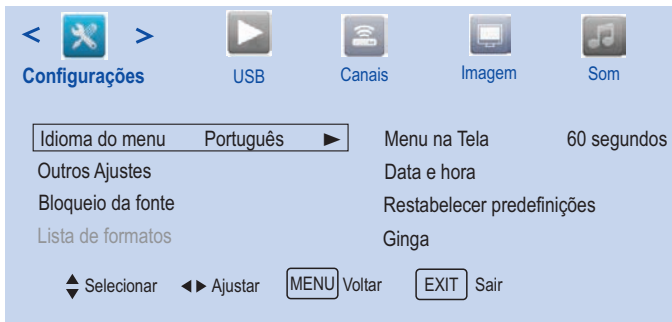 < >
Configurações USB Canais Imagem Som
Idioma do menu Português ► Menu na Tela 60 segundos
Outros Ajustes Data e hora
Bloqueio da fonte Restabelecer predefinições
Lista de formatos Ginga
Selecionar Ajustar MENU Voltar EXIT Sair